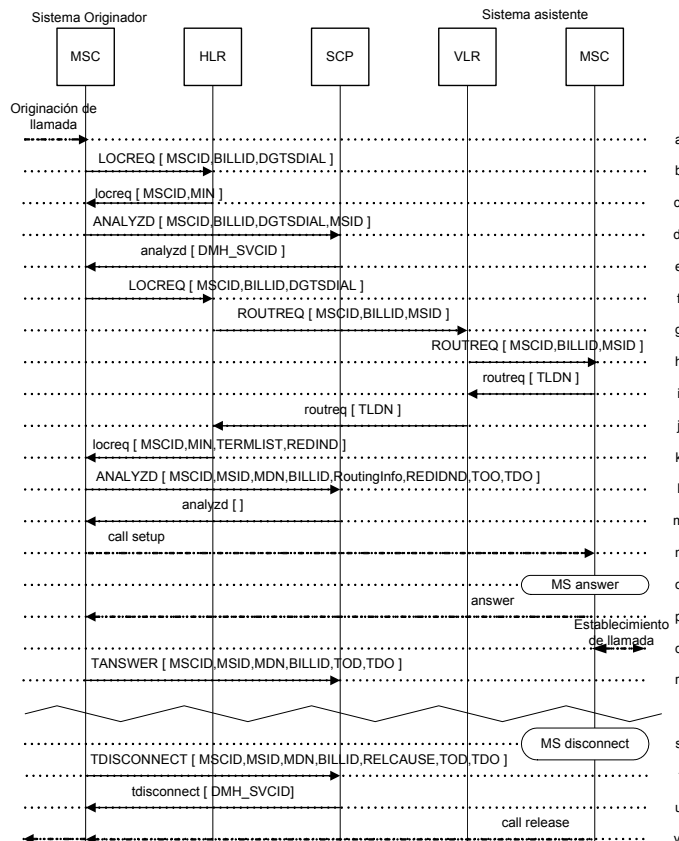 Sistema Originador
Sistema asistente
MSC
HLR
SCP
VLR
MSC
Originación de
llamada
a
LOCREQ [ MSCID,BILLID,DGTSDIAL ]
b
locreq [ MSCID,MIN ]
c
ANALYZD [ MSCID,BILLID,DGTSDIAL,MSID ]
d
analyzd [ DMH_SVCID ]
e
LOCREQ [ MSCID,BILLID,DGTSDIAL ]
f
ROUTREQ [ MSCID,BILLID,MSID ]
g
ROUTREQ [ MSCID,BILLID,MSID ]
h
routreq [ TLDN ]
i
routreq [ TLDN ]
j
locreq [ MSCID,MIN,TERMLIST,REDIND ]
k
ANALYZD [ MSCID,MSID,MDN,BILLID,RoutingInfo,REDIDND,TOO,TDO ]
l
analyzd [ ]
m
call setup
n
MS answer
o
answer
p
Establecimiento
de llamada
q
TANSWER [ MSCID,MSID,MDN,BILLID,TOD,TDO ]
r
MS disconnect
s
TDISCONNECT [ MSCID,MSID,MDN,BILLID,RELCAUSE,TOD,TDO ]
tdisconnect [ DMH_SVCID]
u
call release
v